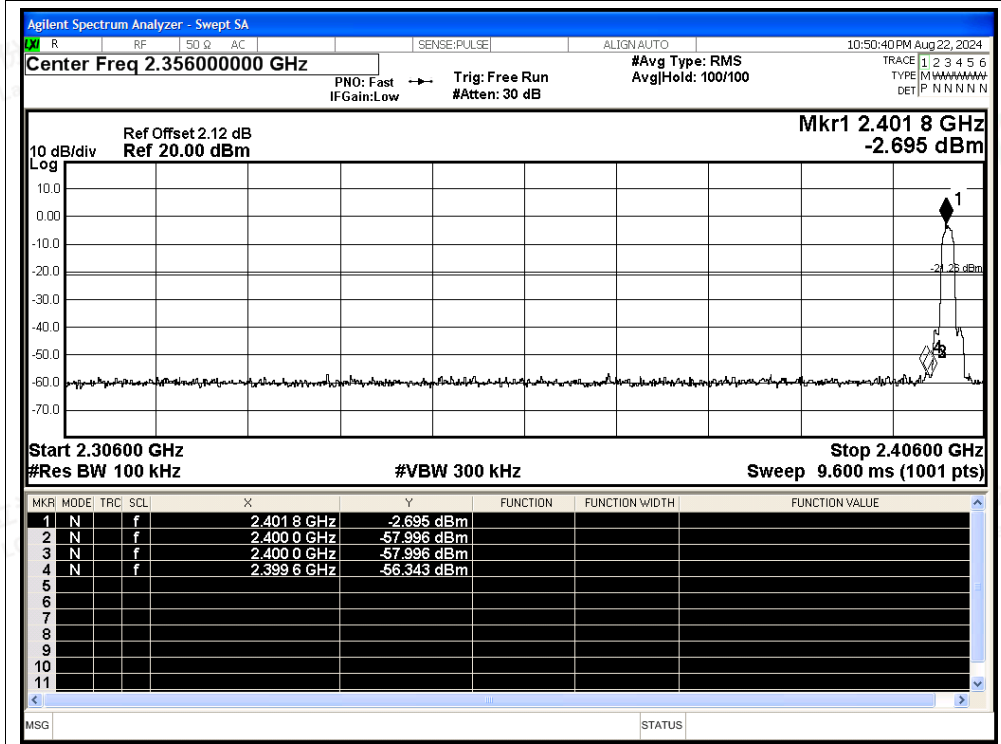 Agilent Spectrum Analyzer - Swept SA
LXI R RF 50 Ω AC SENSE:PULSE ALIGN AUTO 10:50:40 PM Aug 22, 2024
Center Freq 2.356000000 GHz
PNO: Fast
IFGain:Low
Trig: Free Run
#Atten: 30 dB
#Avg Type: RMS
Avg|Hold: 100/100
TRACE 1 2 3 4 5 6
TYPE M W W W W W
DET P N N N N N
Mkr1 2.401 8 GHz
-2.695 dBm
Ref Offset 2.12 dB
10 dB/div Ref 20.00 dBm
Log
10.0
0.00
-10.0
-20.0
-30.0
-40.0
-50.0
-60.0
-70.0
1
-21.26 dBm
Start 2.30600 GHz Stop 2.40600 GHz
#Res BW 100 kHz #VBW 300 kHz Sweep 9.600 ms (1001 pts)
MKR MODE TRC SCL X Y FUNCTION FUNCTION WIDTH FUNCTION VALUE
1 N f 2.401 8 GHz -2.695 dBm
2 N f 2.400 0 GHz -57.996 dBm
3 N f 2.400 0 GHz -57.996 dBm
4 N f 2.399 6 GHz -56.343 dBm
5
6
7
8
9
10
11
MSG STATUS